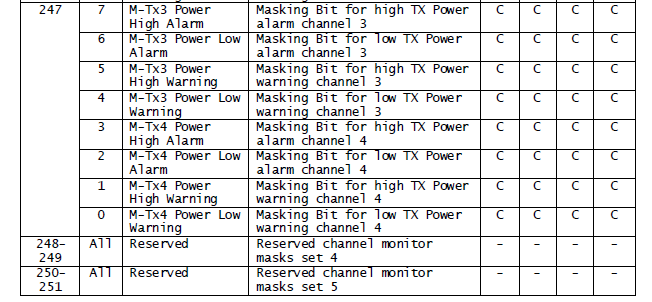 247 7 M-Tx3 Power Masking Bit for high TX Power C C C C
High Alarm alarm channel 3
6 M-Tx3 Power Low Masking Bit for low TX Power C C C C
Alarm alarm channel 3
5 M-Tx3 Power Masking Bit for high TX Power C C C C
High Warning warning channel 3
4 M-Tx3 Power Low Masking Bit for low TX Power C C C C
Warning warning channel 3
3 M-Tx4 Power Masking Bit for high TX Power C C C C
High Alarm alarm channel 4
2 M-Tx4 Power Low Masking Bit for low TX Power C C C C
Alarm alarm channel 4
1 M-Tx4 Power Masking Bit for high TX Power C C C C
High Warning warning channel 4
0 M-Tx4 Power Low Masking Bit for low TX Power C C C C
Warning warning channel 4
248- All Reserved Reserved channel monitor - - - -
249 masks set 4
250- All Reserved Reserved channel monitor - - - -
251 masks set 5